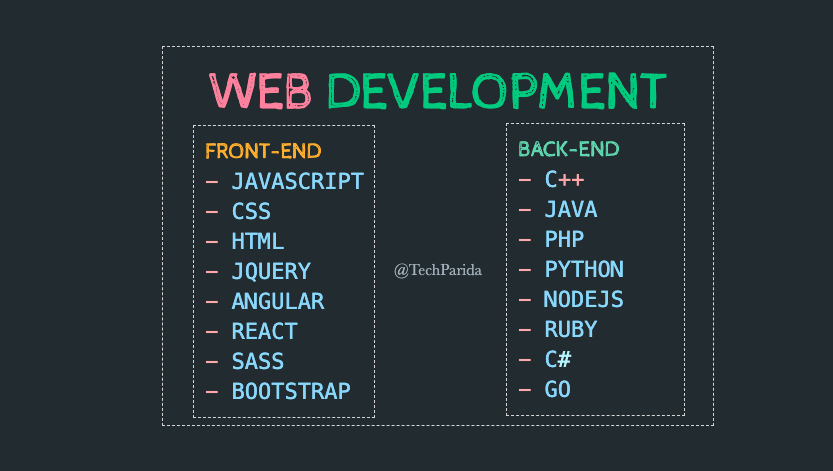 WEB DEVELOPMENT
FRONT-END
– JAVASCRIPT
– CSS
– HTML
– JQUERY
– ANGULAR
– REACT
– SASS
– BOOTSTRAP
@TechParida
BACK-END
– C++
– JAVA
– PHP
– PYTHON
– NODEJS
– RUBY
– C#
– GO